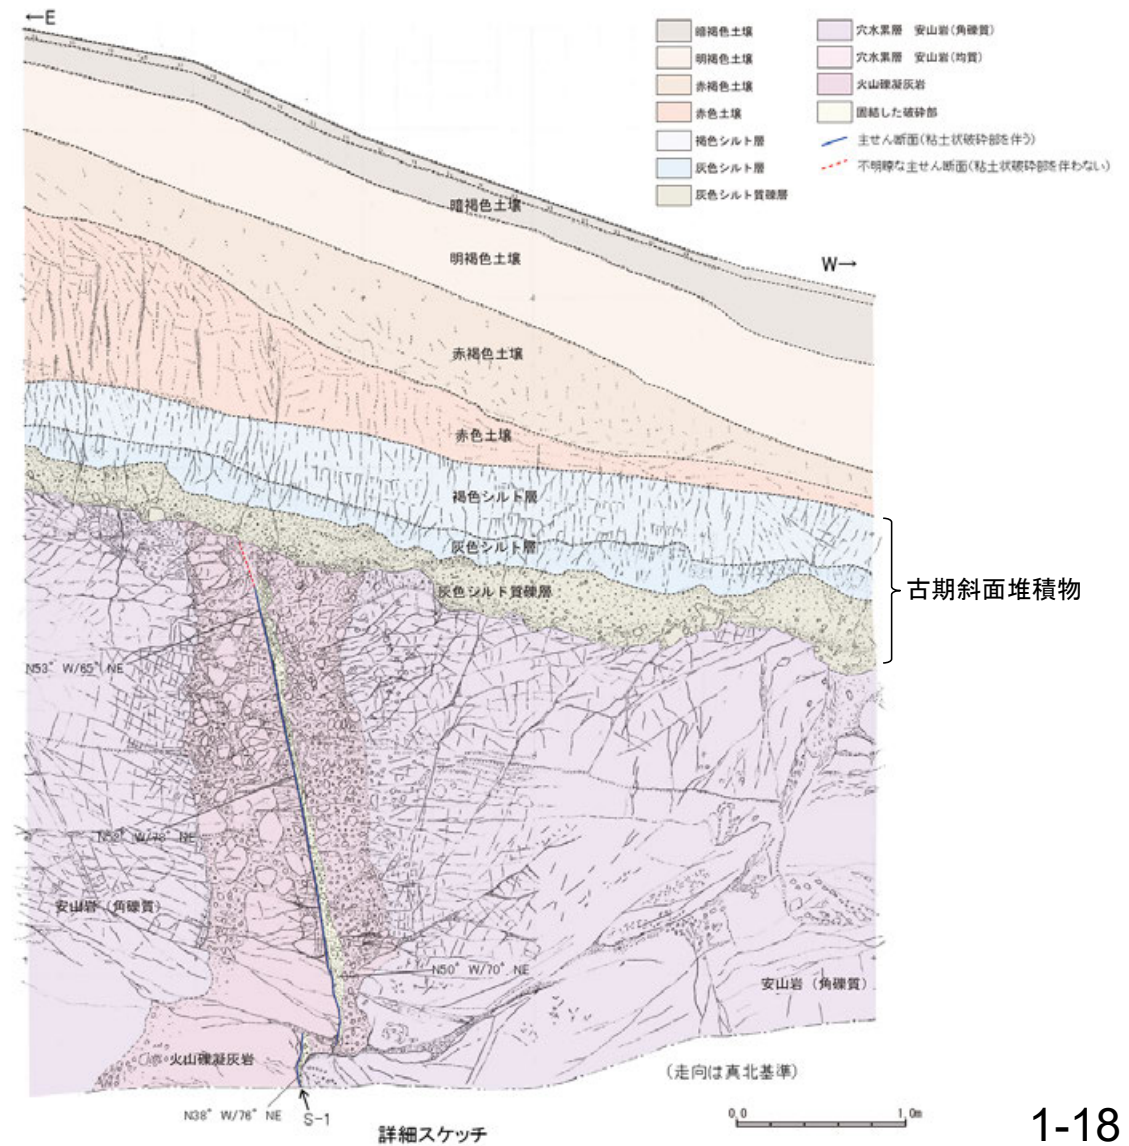 ←E
暗褐色土壌
明褐色土壌
赤褐色土壌
赤色土壌
褐色シルト層
灰色シルト層
灰色シルト質礫層
穴水累層　安山岩(角礫質)
穴水累層　安山岩(均質)
火山礫凝灰岩
固結した破砕部
主せん断面(粘土状破砕部を伴う)
不明瞭な主せん断面(粘土状破砕部を伴わない)
W→
暗褐色土壌
明褐色土壌
赤褐色土壌
赤色土壌
褐色シルト層
灰色シルト層
灰色シルト質礫層
古期斜面堆積物
N53°W/65°NE
N52°W/78°NE
安山岩（角礫質）
N50°W/70°NE
安山岩（角礫質）
火山礫凝灰岩
(走向は真北基準)
N38°W/76°NE
S-1
詳細スケッチ
0.0 1.0m
1-18